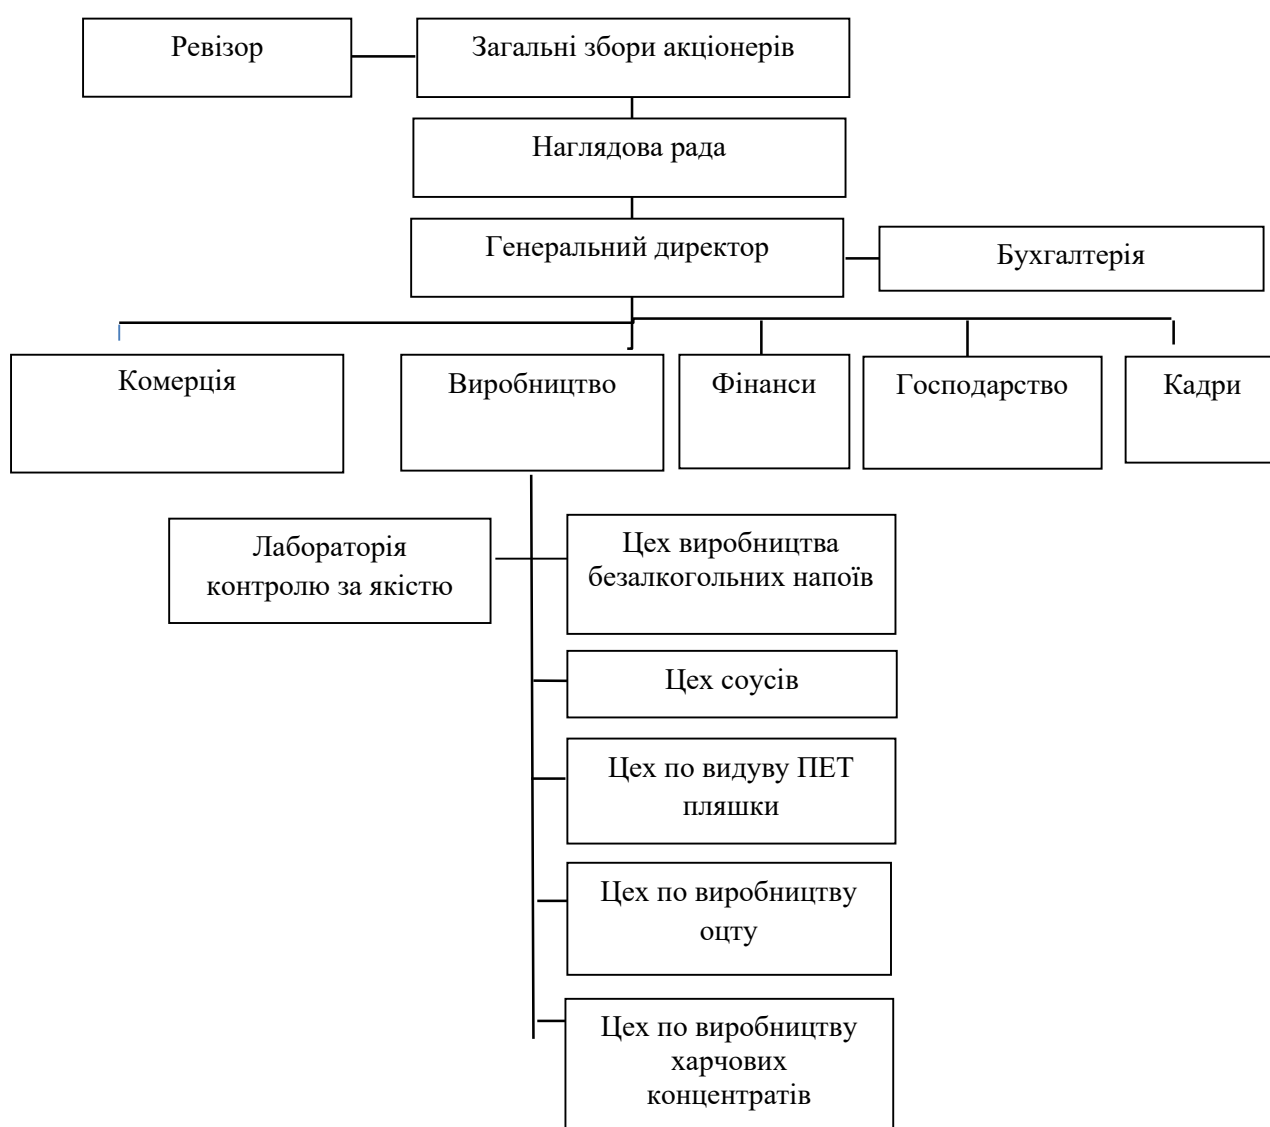 Ревізор
Загальні збори акціонерів
Наглядова рада
Генеральний директор
Бухгалтерія
Комерція
Виробництво
Фінанси
Господарство
Кадри
Лабораторія
контролю за якістю
Цех виробництва
безалкогольних напоїв
Цех соусів
Цех по видуву ПЕТ
пляшки
Цех по виробництву
оцту
Цех по виробництву
харчових
концентратів